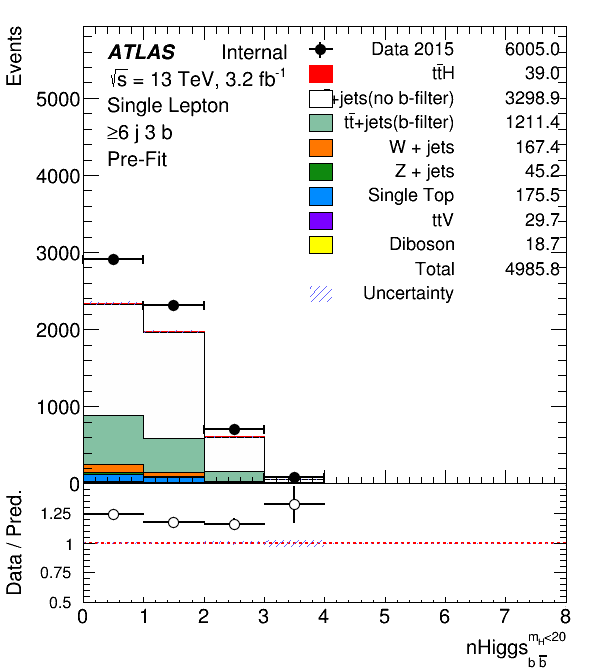 Events
ATLAS Internal
√s = 13 TeV, 3.2 fb⁻¹
Single Lepton
≥6 j 3 b
Pre-Fit
Data 2015 6005.0
tt̄H 39.0
+jets(no b-filter) 3298.9
tt̄+jets(b-filter) 1211.4
W + jets 167.4
Z + jets 45.2
Single Top 175.5
ttV 29.7
Diboson 18.7
Total 4985.8
Uncertainty
5000
4000
3000
2000
1000
0
Data / Pred.
1.25
1
0.75
0.5
0 1 2 3 4 5 6 7 8
nHiggs m_H<20 b b̄